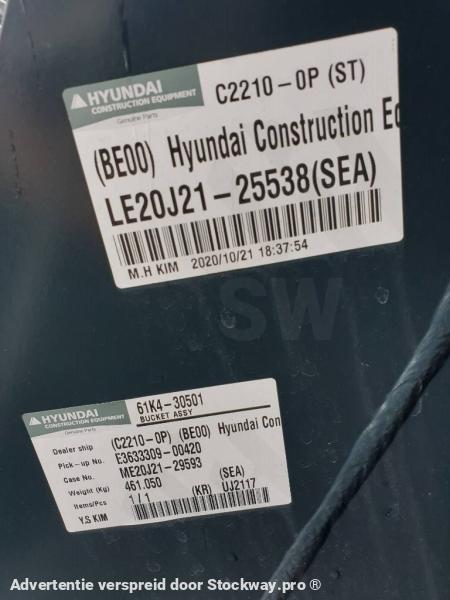 HYUNDAI
CONSTRUCTION EQUIPMENT
Genuine Parts
C2210-0P (ST)
(BE00) Hyundai Construction Eq
LE20J21-25538(SEA)
M.H KIM 2020/10/21 18:37:54
SW
HYUNDAI
CONSTRUCTION EQUIPMENT
Genuine Parts
61K4-30501
BUCKET ASSY
Dealer ship (C2210-0P) (BE00) Hyundai Con
Pick-up No. E3633309-00420
Case No. ME20J21-29593
Weight (Kg) 461.050 (SEA)
Items/Pcs 1/1 (KR) UJ2117
Y.S KIM
Advertentie verspreid door Stockway.pro ®